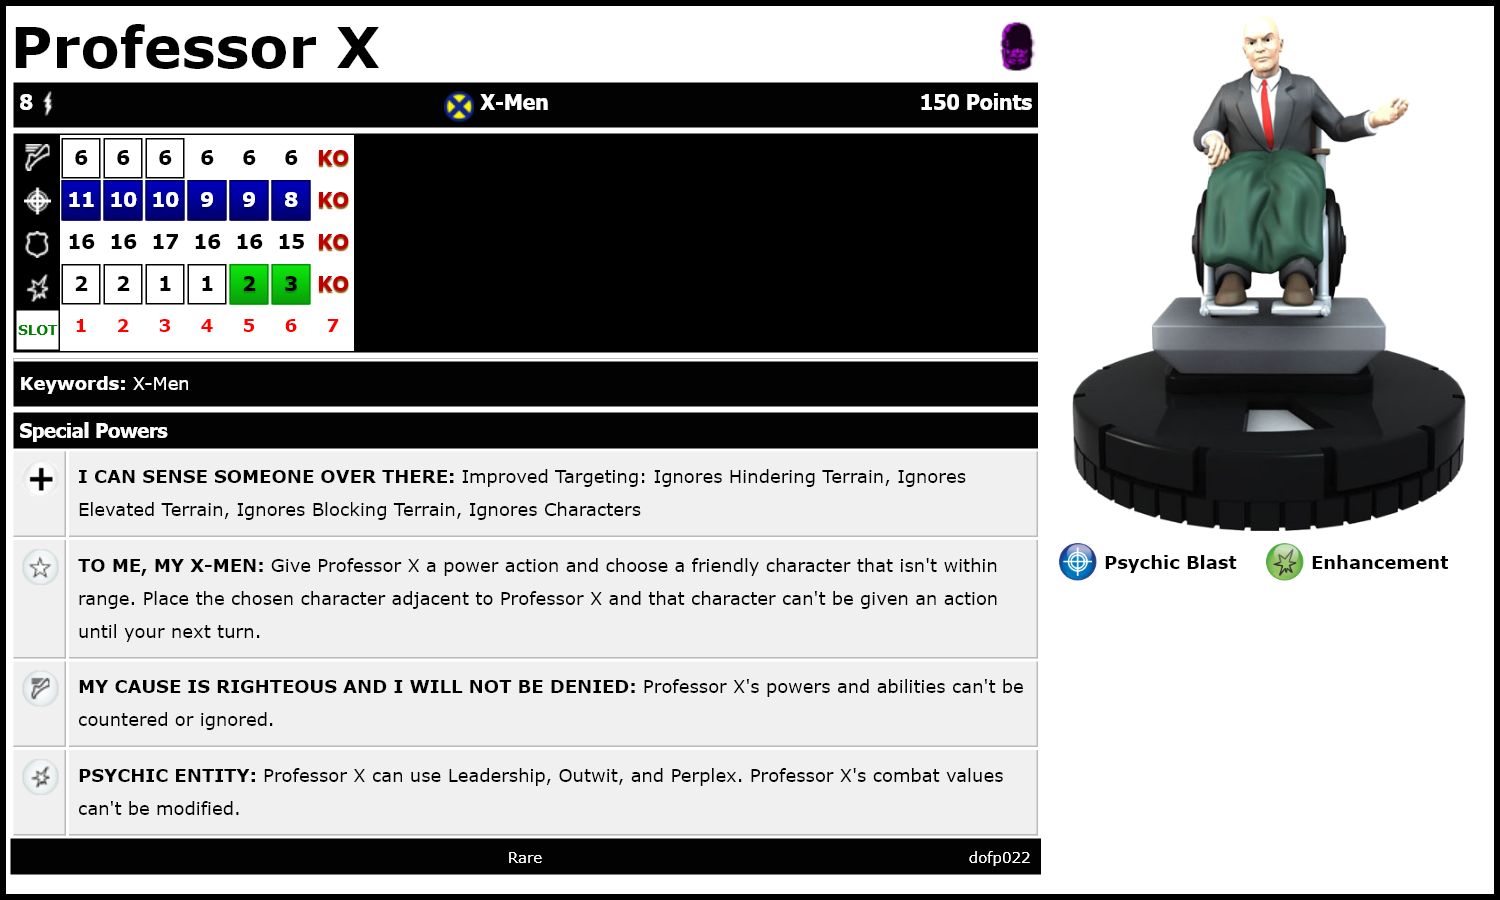 Professor X
8 X-Men 150 Points
6 6 6 6 6 6 KO
11 10 10 9 9 8 KO
16 16 17 16 16 15 KO
2 2 1 1 2 3 KO
SLOT 1 2 3 4 5 6 7
Keywords: X-Men
Special Powers
I CAN SENSE SOMEONE OVER THERE: Improved Targeting: Ignores Hindering Terrain, Ignores
Elevated Terrain, Ignores Blocking Terrain, Ignores Characters
TO ME, MY X-MEN: Give Professor X a power action and choose a friendly character that isn't within
range. Place the chosen character adjacent to Professor X and that character can't be given an action
until your next turn.
MY CAUSE IS RIGHTEOUS AND I WILL NOT BE DENIED: Professor X's powers and abilities can't be
countered or ignored.
PSYCHIC ENTITY: Professor X can use Leadership, Outwit, and Perplex. Professor X's combat values
can't be modified.
Rare dofp022
Psychic Blast Enhancement